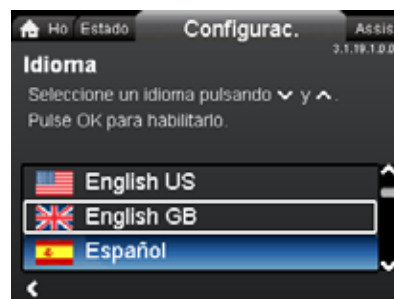 Ho Estado Configurac. Assis
3.1.19.1.0.0
Idioma
Seleccione un idioma pulsando y .
Pulse OK para habilitarlo.
English US
English GB
Español